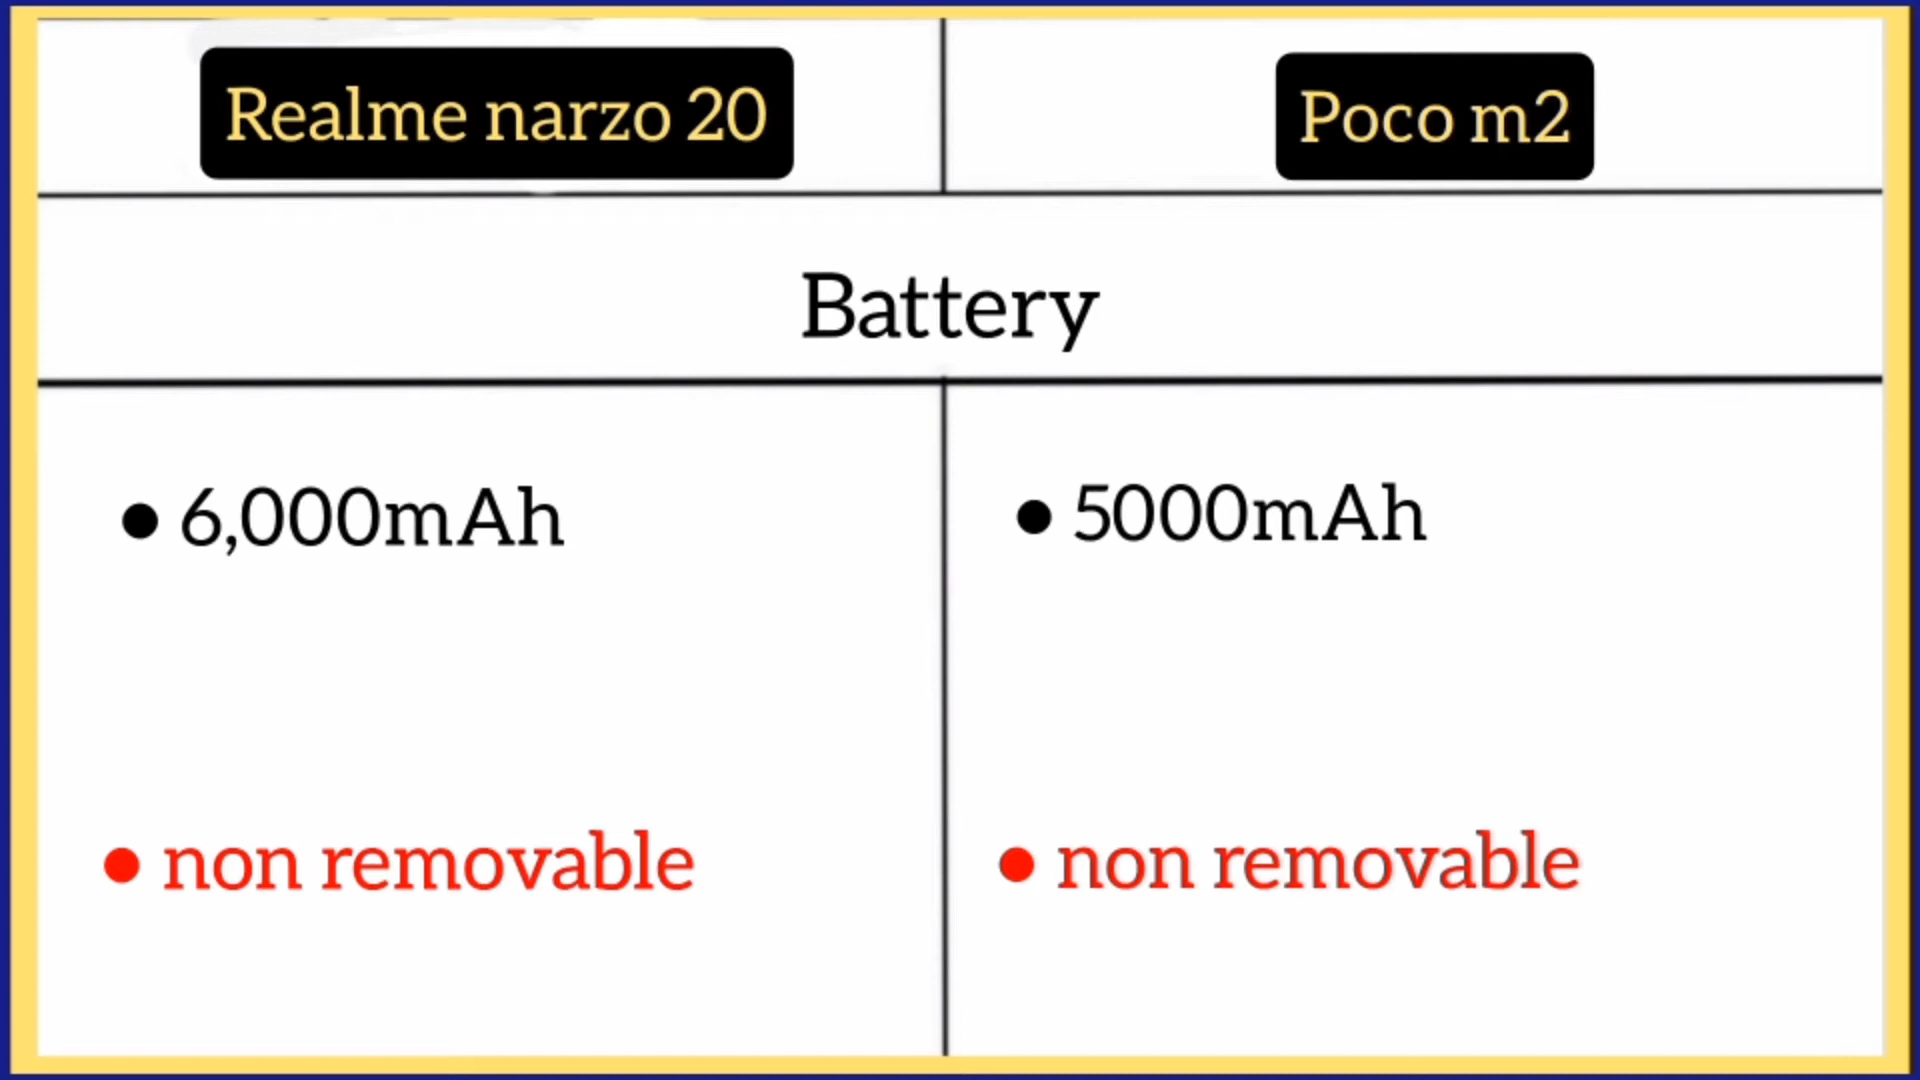 Realme narzo 20
Poco m2
Battery
● 6,000mAh
● 5000mAh
● non removable
● non removable